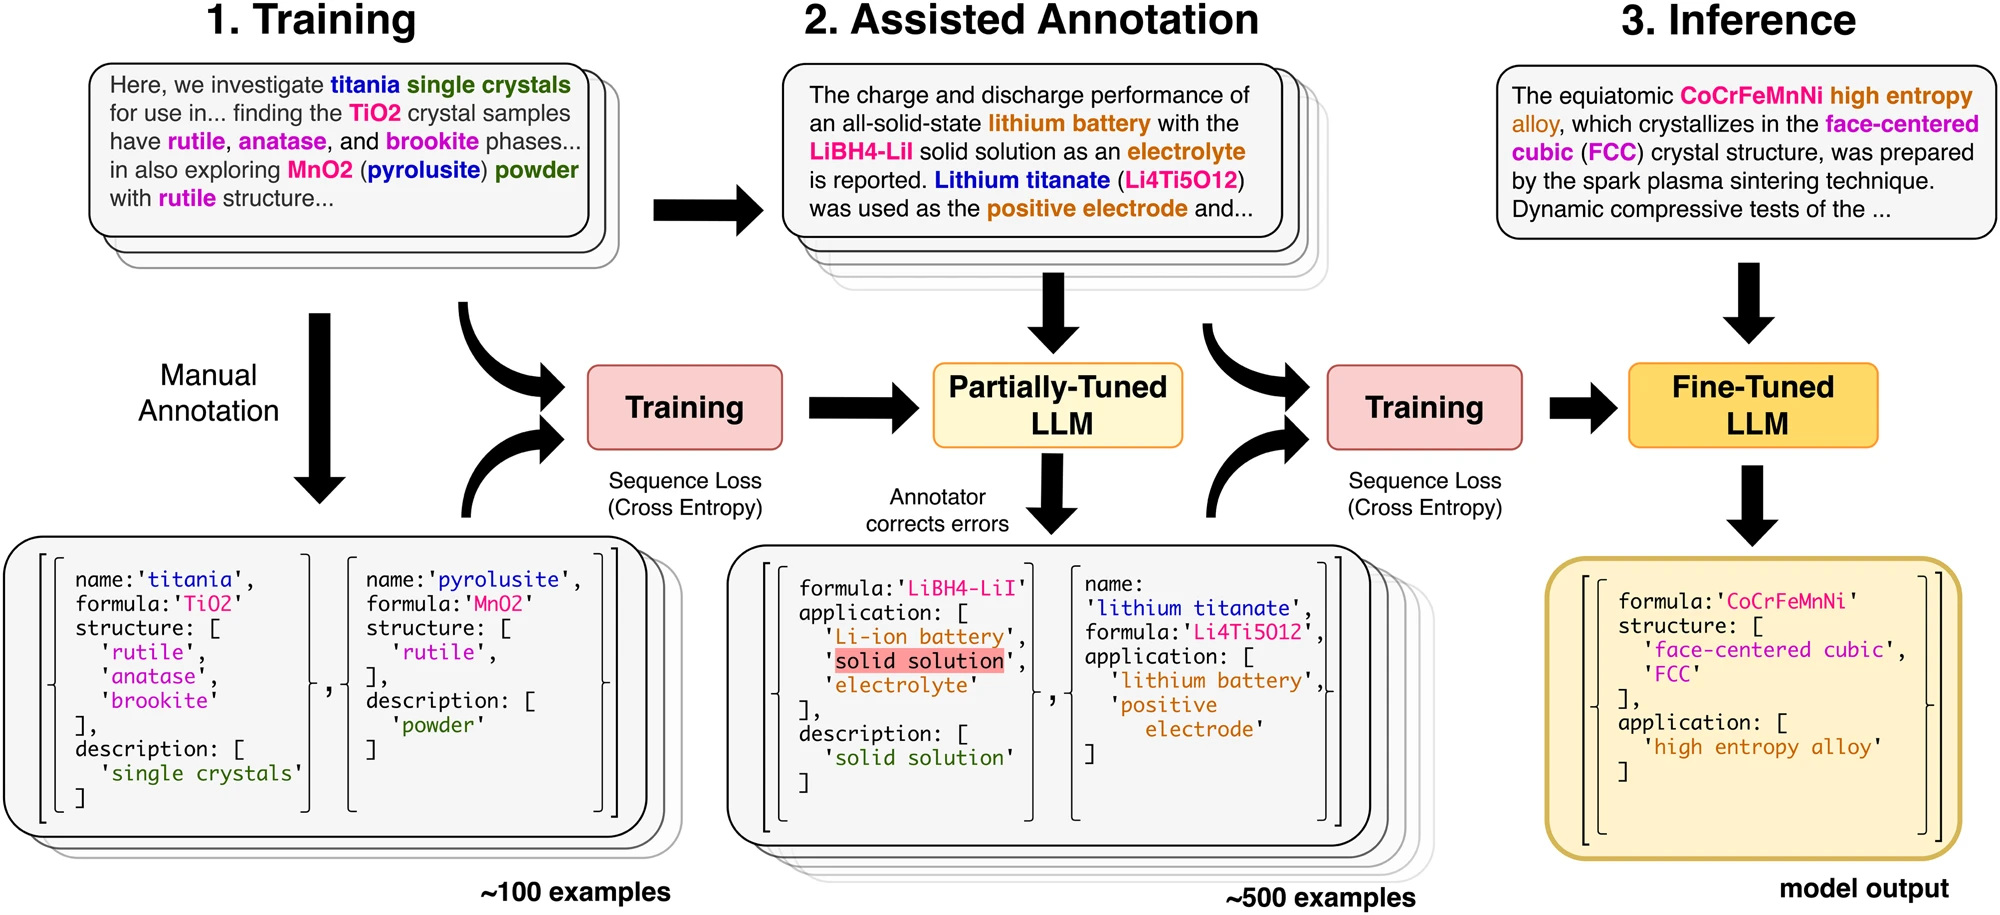 1. Training
Here, we investigate titania single crystals
for use in... finding the TiO2 crystal samples
have rutile, anatase, and brookite phases...
in also exploring MnO2 (pyrolusite) powder
with rutile structure...
Manual
Annotation
Training
Sequence Loss
(Cross Entropy)
name:'titania',
formula:'TiO2'
structure: [
'rutile',
'anatase',
'brookite'
],
description: [
'single crystals'
]
,
name:'pyrolusite',
formula:'MnO2'
structure: [
'rutile',
],
description: [
'powder'
]
~100 examples
2. Assisted Annotation
The charge and discharge performance of
an all-solid-state lithium battery with the
LiBH4-LiI solid solution as an electrolyte
is reported. Lithium titanate (Li4Ti5O12)
was used as the positive electrode and...
Partially-Tuned
LLM
Annotator
corrects errors
formula:'LiBH4-LiI'
application: [
'Li-ion battery',
'solid solution',
'electrolyte'
],
description: [
'solid solution'
]
,
name:
'lithium titanate',
formula:'Li4Ti5O12',
application: [
'lithium battery',
'positive
electrode'
]
~500 examples
Training
Sequence Loss
(Cross Entropy)
3. Inference
The equiatomic CoCrFeMnNi high entropy
alloy, which crystallizes in the face-centered
cubic (FCC) crystal structure, was prepared
by the spark plasma sintering technique.
Dynamic compressive tests of the ...
Fine-Tuned
LLM
formula:'CoCrFeMnNi'
structure: [
'face-centered cubic',
'FCC'
],
application: [
'high entropy alloy'
]
model output